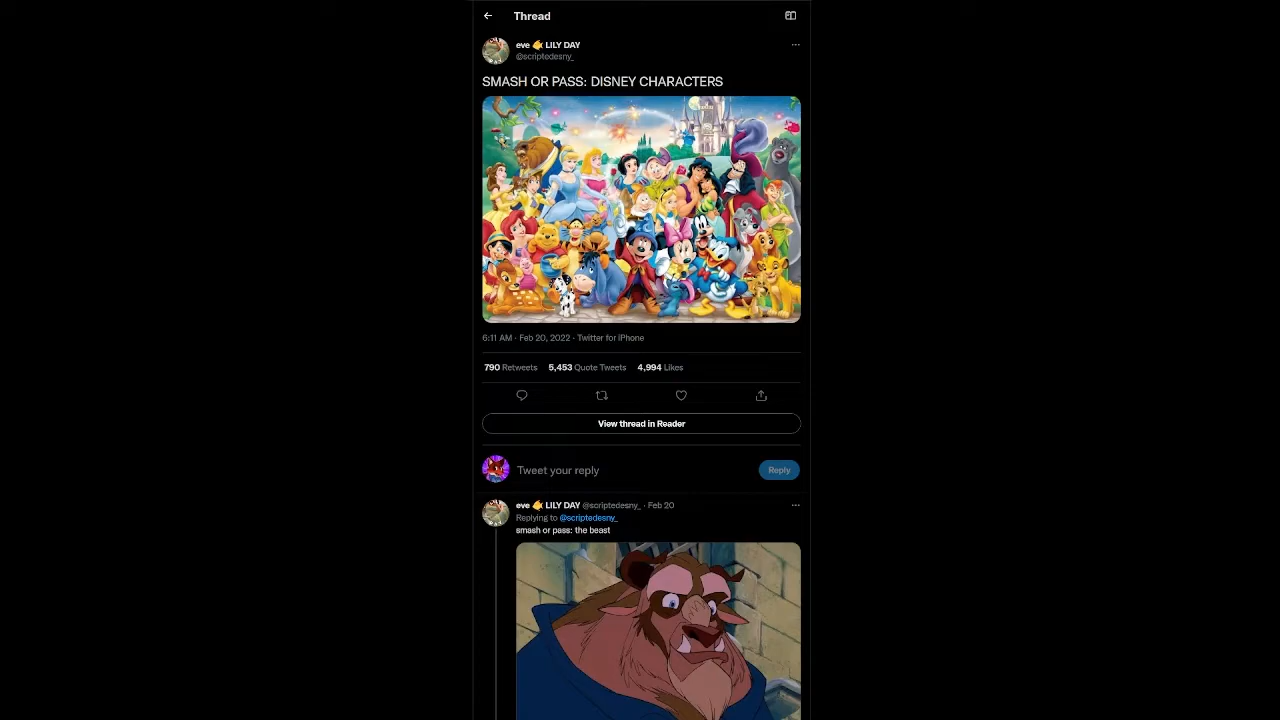 Thread
eve LILY DAY
@scriptedesny_
SMASH OR PASS: DISNEY CHARACTERS
6:11 AM · Feb 20, 2022 · Twitter for iPhone
790 Retweets 5,453 Quote Tweets 4,994 Likes
View thread in Reader
Tweet your reply
Reply
eve LILY DAY @scriptedesny_ · Feb 20
Replying to @scriptedesny_
smash or pass: the beast